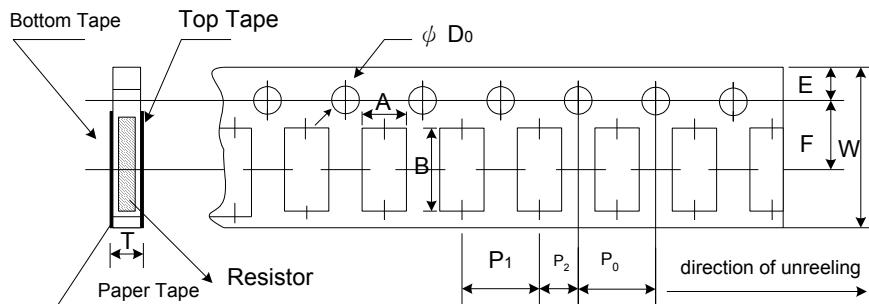 Bottom Tape
Top Tape
ψ D0
E
A
F
W
B
T
P1
P2
P0
direction of unreeling
Resistor
Paper Tape